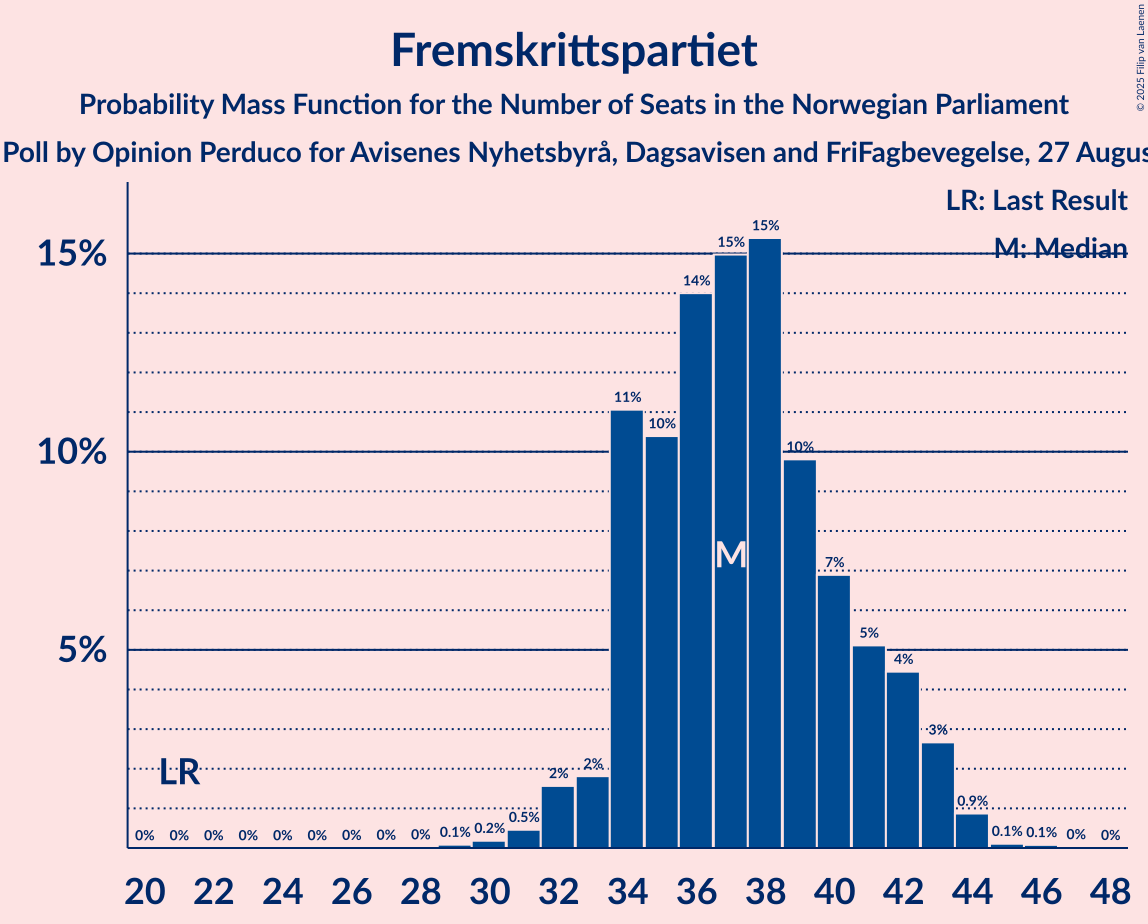 Fremskrittspartiet
Probability Mass Function for the Number of Seats in the Norwegian Parliament
Poll by Opinion Perduco for Avisenes Nyhetsbyrå, Dagsavisen and FriFagbevegelse, 27 Augus
© 2025 Filip van Laenen
LR: Last Result
M: Median
15%
10%
5%
0% 0% 0% 0% 0% 0% 0% 0% 0% 0.1% 0.2% 0.5% 2% 2% 11% 10% 14% 15% 15% 10% 7% 5% 4% 3% 0.9% 0.1% 0.1% 0% 0%
LR
M
20 22 24 26 28 30 32 34 36 38 40 42 44 46 48